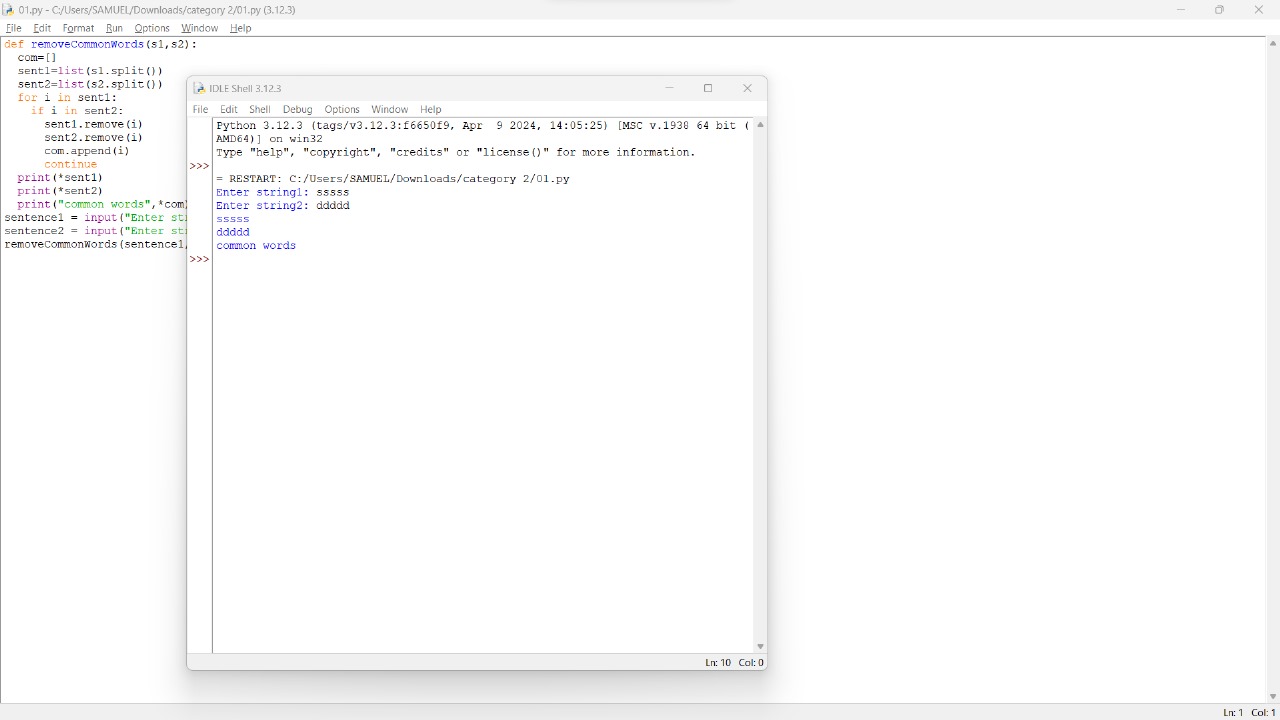 01.py - C:/Users/SAMUEL/Downloads/category 2/01.py (3.12.3)
File Edit Format Run Options Window Help
def removeCommonWords(s1,s2):
  com=[]
  sent1=list(s1.split())
  sent2=list(s2.split())
  for i in sent1:
    if i in sent2:
      sent1.remove(i)
      sent2.remove(i)
      com.append(i)
      continue
  print(*sent1)
  print(*sent2)
  print("common words",*com
sentence1 = input("Enter st
sentence2 = input("Enter st
removeCommonWords(sentence1,
IDLE Shell 3.12.3
File Edit Shell Debug Options Window Help
Python 3.12.3 (tags/v3.12.3:f6650f9, Apr  9 2024, 14:05:25) [MSC v.1938 64 bit (
AMD64)] on win32
Type "help", "copyright", "credits" or "license()" for more information.
>>>
= RESTART: C:/Users/SAMUEL/Downloads/category 2/01.py
Enter string1: sssss
Enter string2: ddddd
sssss
ddddd
common words
>>>
Ln: 10 Col: 0
Ln: 1 Col: 1